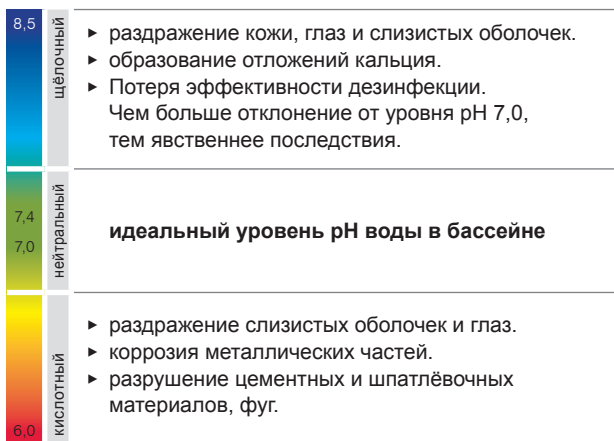 8,5
щёлочный
▸ раздражение кожи, глаз и слизистых оболочек.
▸ образование отложений кальция.
▸ Потеря эффективности дезинфекции.
Чем больше отклонение от уровня pH 7,0,
тем явственнее последствия.
7,4
7,0
нейтральный
идеальный уровень pH воды в бассейне
▸ раздражение слизистых оболочек и глаз.
▸ коррозия металлических частей.
▸ разрушение цементных и шпатлёвочных
материалов, фуг.
кислотный
6,0